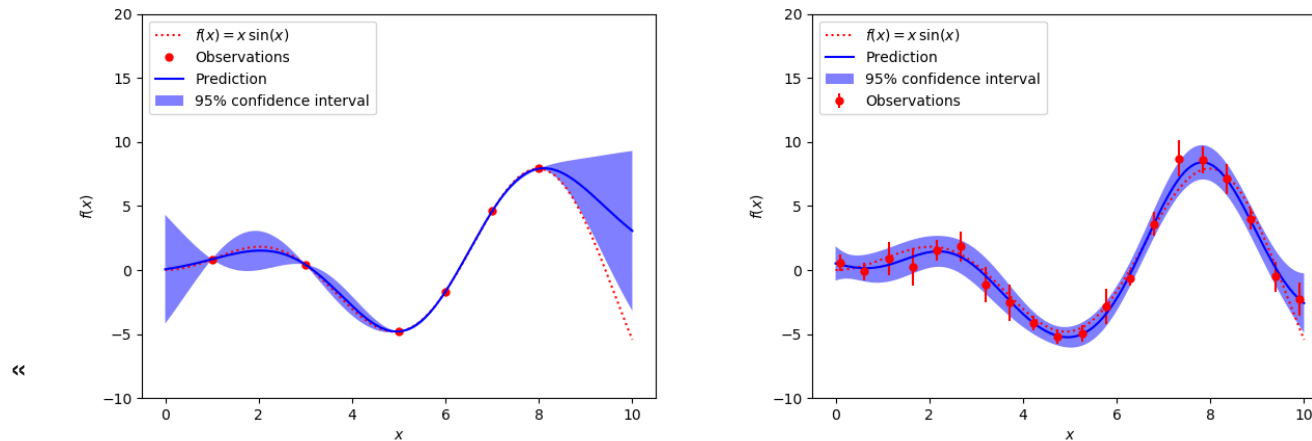 20
15
10
5
0
−5
−10
f(x)
f(x) = x sin(x)
Observations
Prediction
95% confidence interval
0
2
4
6
8
10
x
«
20
15
10
5
0
−5
−10
f(x)
f(x) = x sin(x)
Prediction
95% confidence interval
Observations
0
2
4
6
8
10
x